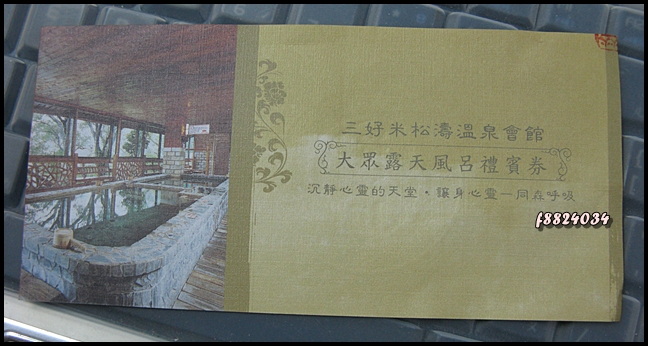 三好米松濤溫泉會館
大眾露天風呂禮賓券
沉靜心靈的天堂‧讓身心靈一同森呼吸
f8824034